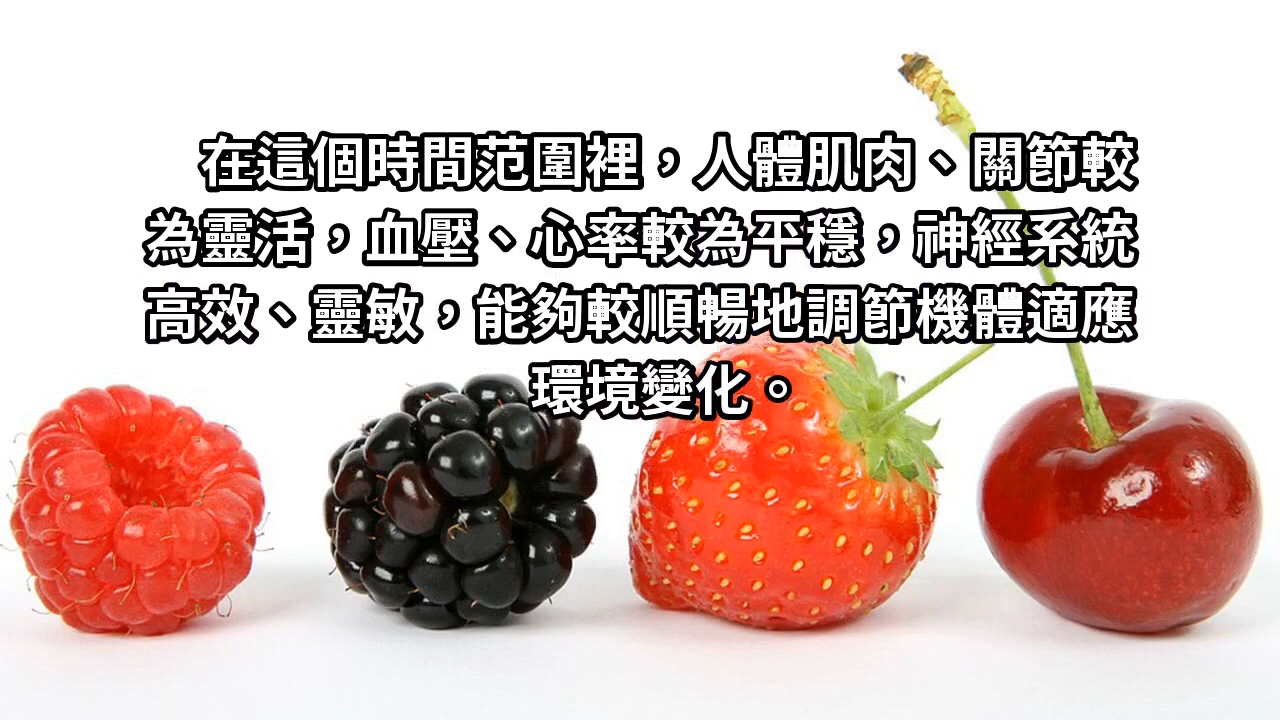 在這個時間范圍裡，人體肌肉、關節較
為靈活，血壓、心率較為平穩，神經系統
高效、靈敏，能夠較順暢地調節機體適應
環境變化。